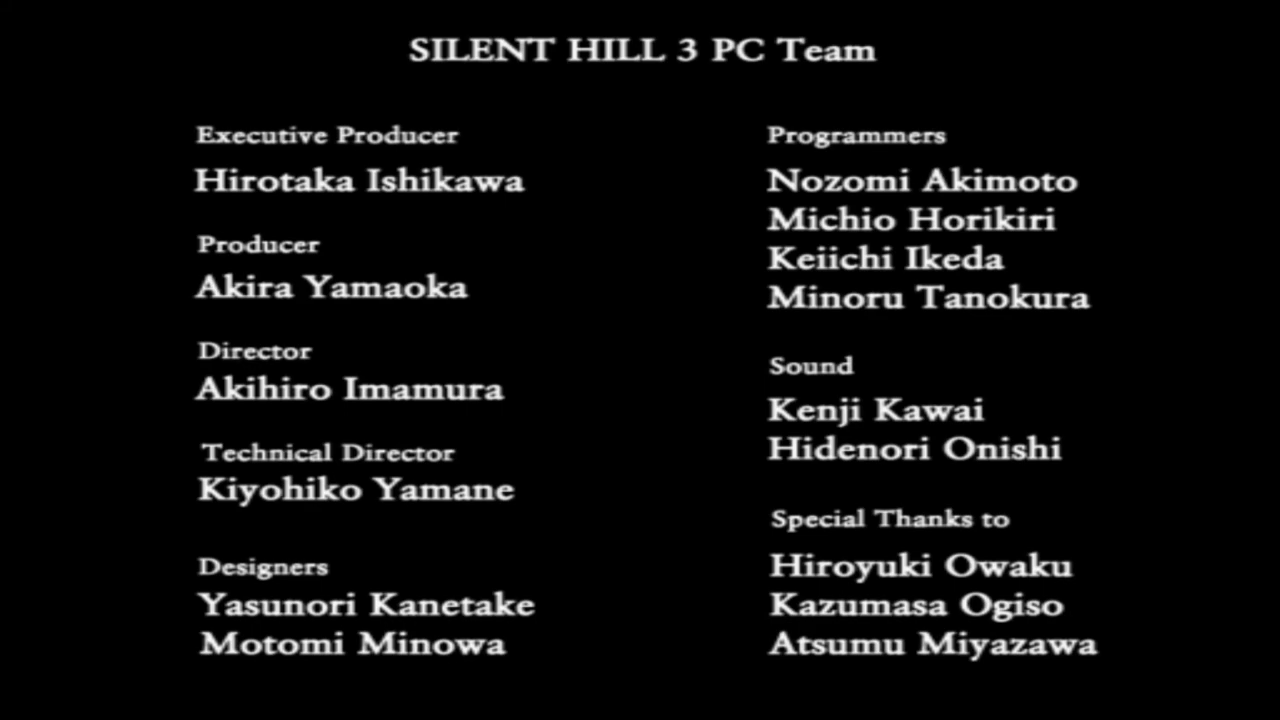 SILENT HILL 3 PC Team
Executive Producer
Hirotaka Ishikawa
Producer
Akira Yamaoka
Director
Akihiro Imamura
Technical Director
Kiyohiko Yamane
Designers
Yasunori Kanetake
Motomi Minowa
Programmers
Nozomi Akimoto
Michio Horikiri
Keiichi Ikeda
Minoru Tanokura
Sound
Kenji Kawai
Hidenori Onishi
Special Thanks to
Hiroyuki Owaku
Kazumasa Ogiso
Atsumu Miyazawa